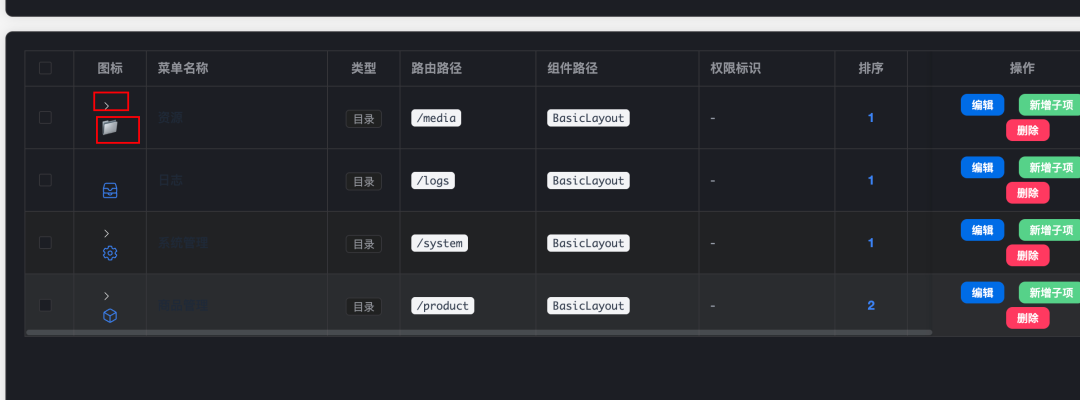 图标 菜单名称 类型 路由路径 组件路径 权限标识 排序 操作
资源 目录 /media BasicLayout - 1 编辑 新增子项
删除
日志 目录 /logs BasicLayout - 1 编辑 新增子项
删除
系统管理 目录 /system BasicLayout - 1 编辑 新增子项
删除
目录 /product BasicLayout - 2 编辑 新增子项
删除